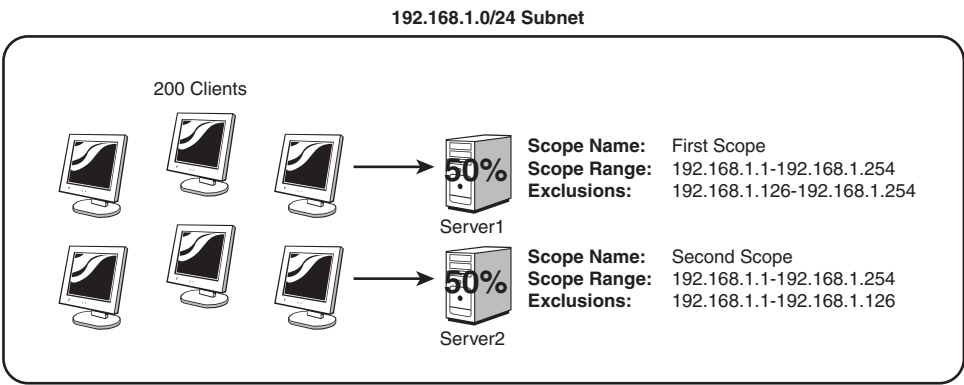 192.168.1.0/24 Subnet
200 Clients
50%
Server1
Scope Name: First Scope
Scope Range: 192.168.1.1-192.168.1.254
Exclusions: 192.168.1.126-192.168.1.254
50%
Server2
Scope Name: Second Scope
Scope Range: 192.168.1.1-192.168.1.254
Exclusions: 192.168.1.1-192.168.1.126